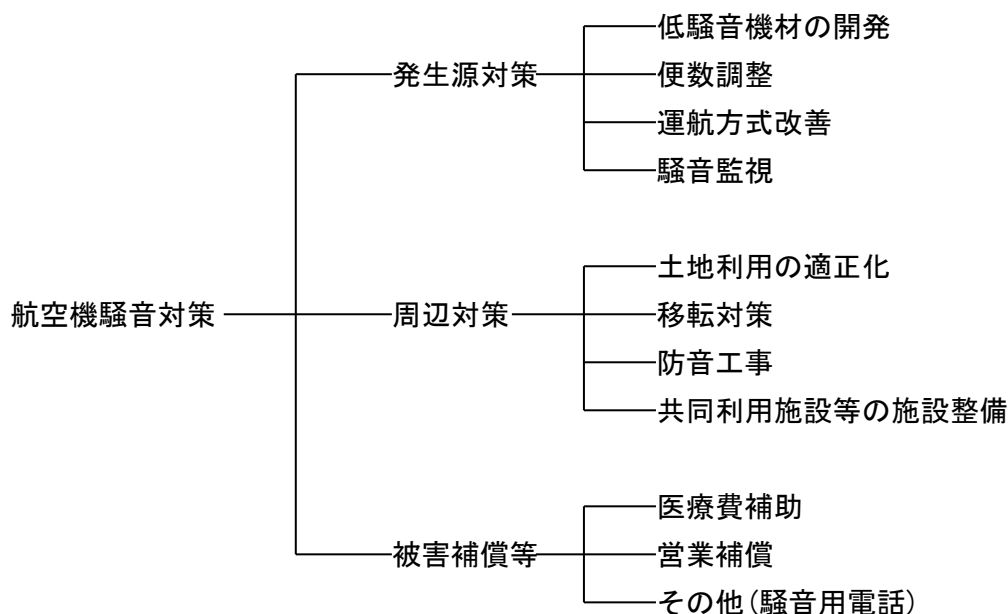 航空機騒音対策
発生源対策
低騒音機材の開発
便数調整
運航方式改善
騒音監視
周辺対策
土地利用の適正化
移転対策
防音工事
共同利用施設等の施設整備
被害補償等
医療費補助
営業補償
その他(騒音用電話)